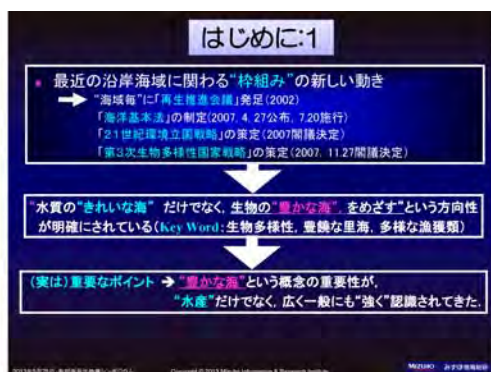 はじめに:1
▪ 最近の沿岸海域に関わる“枠組み”の新しい動き
“海域毎”に「再生推進会議」発足(2002)
「海洋基本法」の制定(2007. 4. 27公布, 7.20施行)
「21世紀環境立国戦略」の策定(2007閣議決定)
「第3次生物多様性国家戦略」の策定(2007. 11.27閣議決定)
“水質の“きれいな海” だけでなく, 生物の“豊かな海”, をめざす”という方向性
が明確にされている(Key Word:生物多様性, 豊饒な里海, 多様な漁獲類)
(実は)重要なポイント → “豊かな海”という概念の重要性が,
“水産”だけでなく, 広く一般にも“強く”認識されてきた.
Copyright © 2013 Mizuho Information & Research Institute
MIZUHO みずほ情報総研